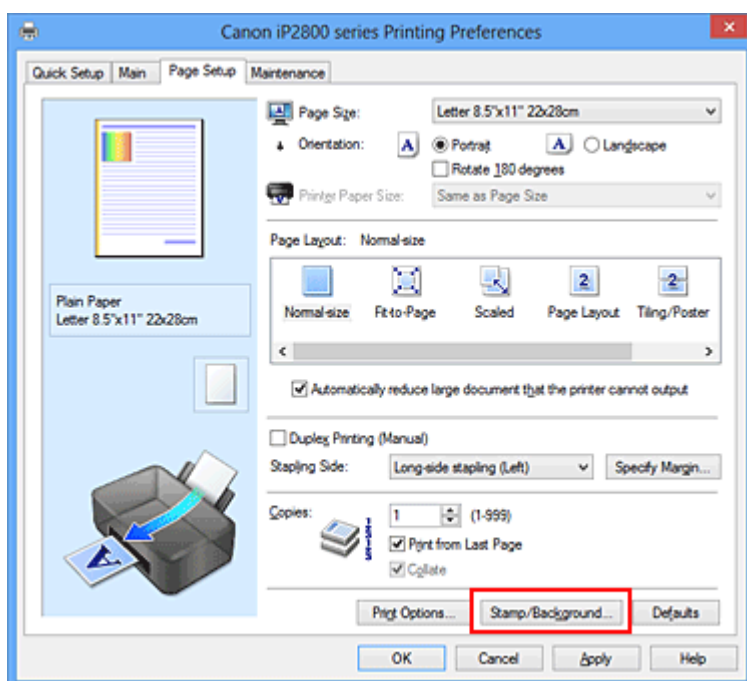 Canon iP2800 series Printing Preferences
Quick Setup Main Page Setup Maintenance
Page Size: Letter 8.5"x11" 22x28cm
Orientation: A Portrait A Landscape
Rotate 180 degrees
Printer Paper Size: Same as Page Size
Page Layout: Normal-size
2 2
Normal-size Fit-to-Page Scaled Page Layout Tiling/Poster
Plain Paper
Letter 8.5"x11" 22x28cm
Automatically reduce large document that the printer cannot output
Duplex Printing (Manual)
Stapling Side: Long-side stapling (Left) Specify Margin...
Copies: 1 (1-999)
Print from Last Page
Collate
A
Print Options... Stamp/Background... Defaults
OK Cancel Apply Help